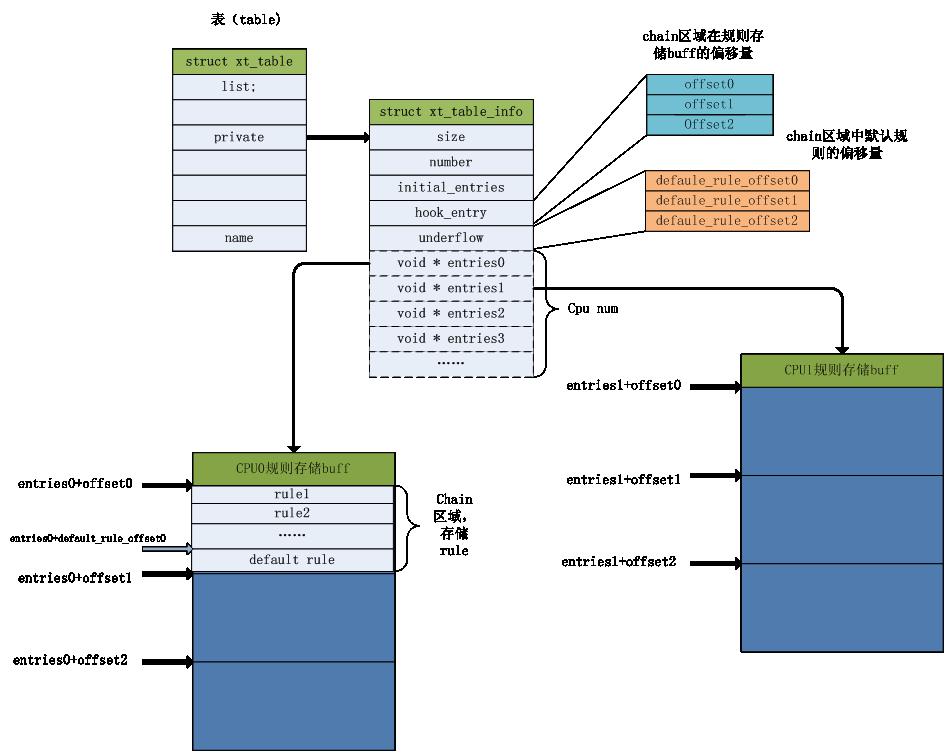 表（table）
struct xt_table
list;
private
name
struct xt_table_info
size
number
initial_entries
hook_entry
underflow
void * entries0
void * entries1
void * entries2
void * entries3
……
Cpu num
chain区域在规则存
储buff的偏移量
offset0
offset1
Offset2
chain区域中默认规
则的偏移量
defaule_rule_offset0
defaule_rule_offset1
defaule_rule_offset2
CPU1规则存储buff
entries1+offset0
entries1+offset1
entries1+offset2
CPU0规则存储buff
entries0+offset0
rule1
rule2
……
entries0+default_rule_offset0
default rule
entries0+offset1
entries0+offset2
Chain
区域，
存储
rule